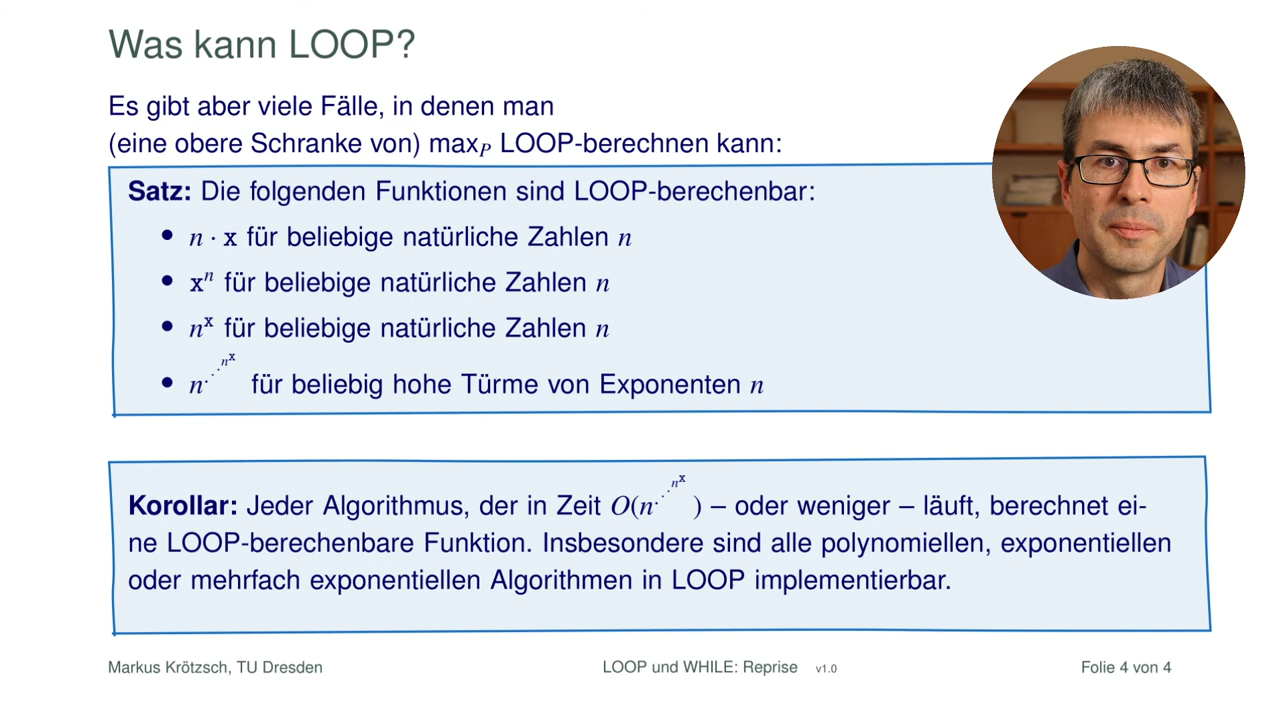 Was kann LOOP?
Es gibt aber viele Fälle, in denen man
(eine obere Schranke von) max_P LOOP-berechnen kann:
Satz: Die folgenden Funktionen sind LOOP-berechenbar:
• n · x für beliebige natürliche Zahlen n
• xⁿ für beliebige natürliche Zahlen n
• nˣ für beliebige natürliche Zahlen n
• n^⋰^nˣ für beliebig hohe Türme von Exponenten n
Korollar: Jeder Algorithmus, der in Zeit O(n^⋰^nˣ) – oder weniger – läuft, berechnet ei-
ne LOOP-berechenbare Funktion. Insbesondere sind alle polynomiellen, exponentiellen
oder mehrfach exponentiellen Algorithmen in LOOP implementierbar.
Markus Krötzsch, TU Dresden
LOOP und WHILE: Reprise v1.0
Folie 4 von 4